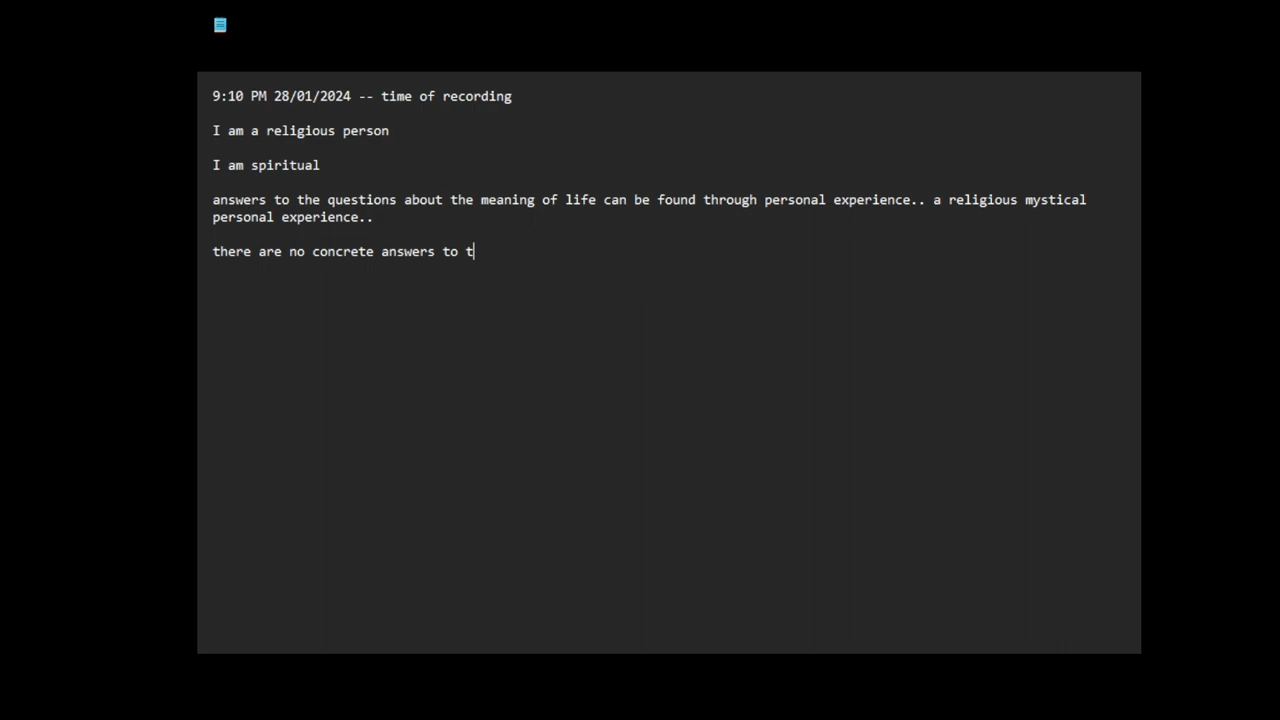 9:10 PM 28/01/2024 -- time of recording
I am a religious person
I am spiritual
answers to the questions about the meaning of life can be found through personal experience.. a religious mystical
personal experience..
there are no concrete answers to t